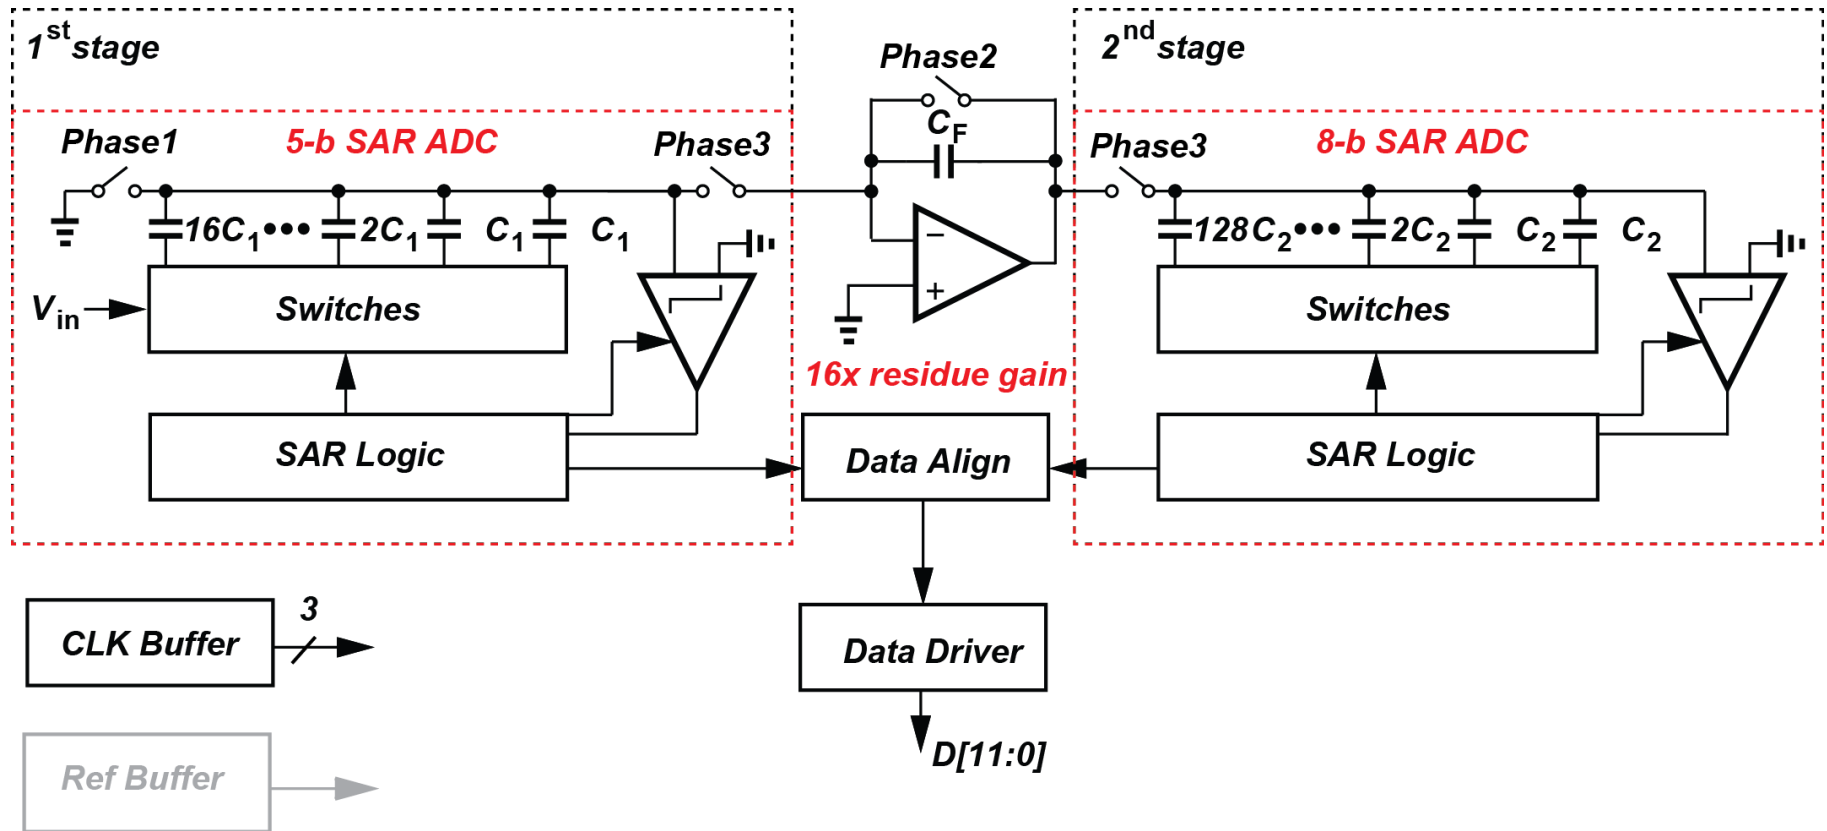 1st stage
Phase1
5-b SAR ADC
Phase3
16C1 ••• 2C1 C1 C1
Vin
Switches
SAR Logic
Phase2
CF
−
+
16x residue gain
2nd stage
Phase3
8-b SAR ADC
128C2 ••• 2C2 C2 C2
Switches
SAR Logic
Data Align
Data Driver
D[11:0]
CLK Buffer
3
Ref Buffer